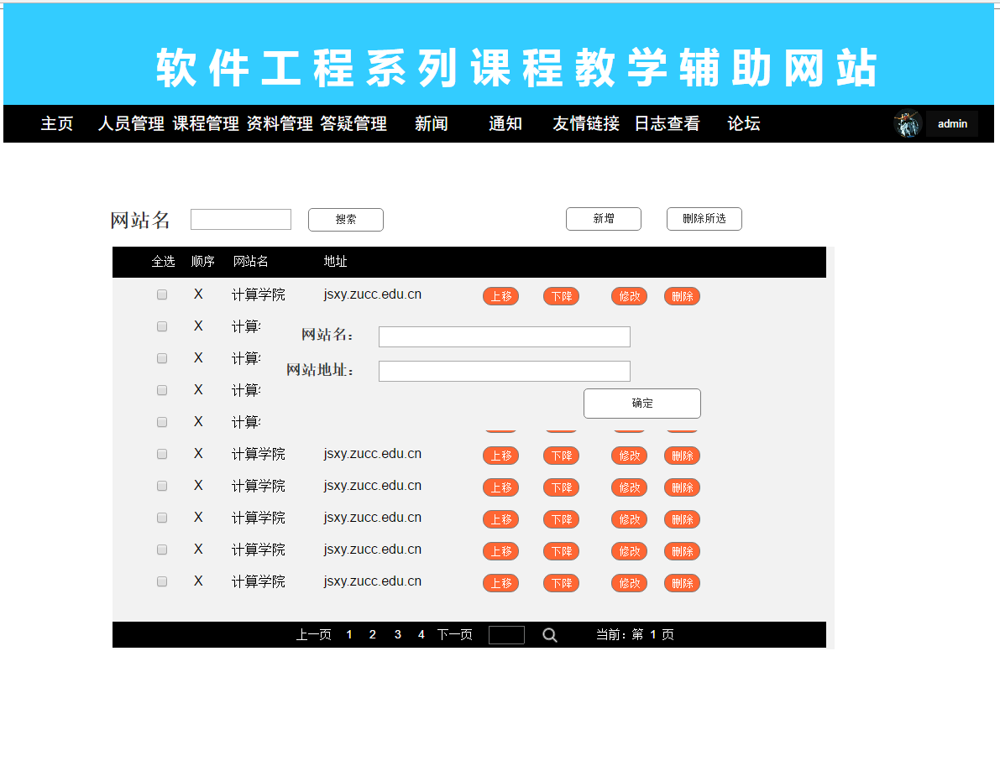 软件工程系列课程教学辅助网站
主页 人员管理 课程管理 资料管理 答疑管理 新闻 通知 友情链接 日志查看 论坛 admin
网站名 搜索 新增 删除所选
全选 顺序 网站名 地址
X 计算学院 jsxy.zucc.edu.cn 上移 下降 修改 删除
X 计算
网站名：
X 计算
网站地址：
X 计算
确定
X 计算
X 计算学院 jsxy.zucc.edu.cn 上移 下降 修改 删除
X 计算学院 jsxy.zucc.edu.cn 上移 下降 修改 删除
X 计算学院 jsxy.zucc.edu.cn 上移 下降 修改 删除
X 计算学院 jsxy.zucc.edu.cn 上移 下降 修改 删除
X 计算学院 jsxy.zucc.edu.cn 上移 下降 修改 删除
上一页 1 2 3 4 下一页 当前：第 1 页